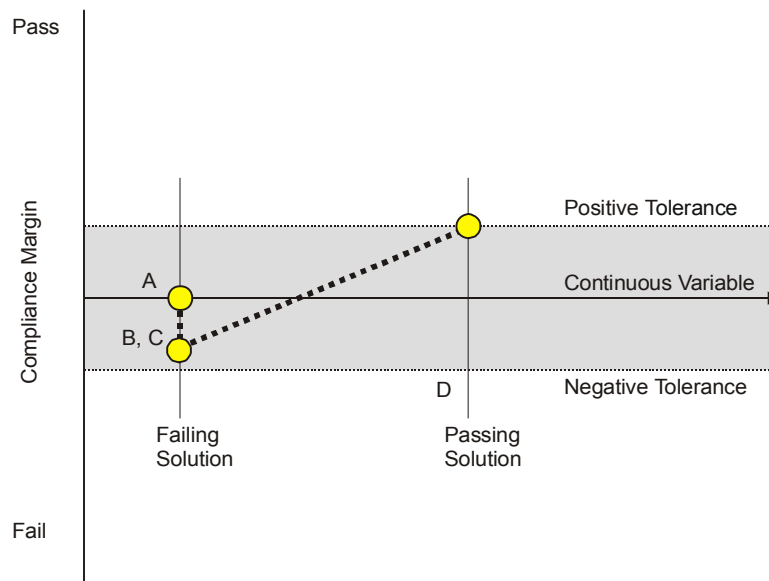 Pass
Positive Tolerance
A
Continuous Variable
Compliance Margin
B, C
D
Negative Tolerance
Failing
Solution
Passing
Solution
Fail